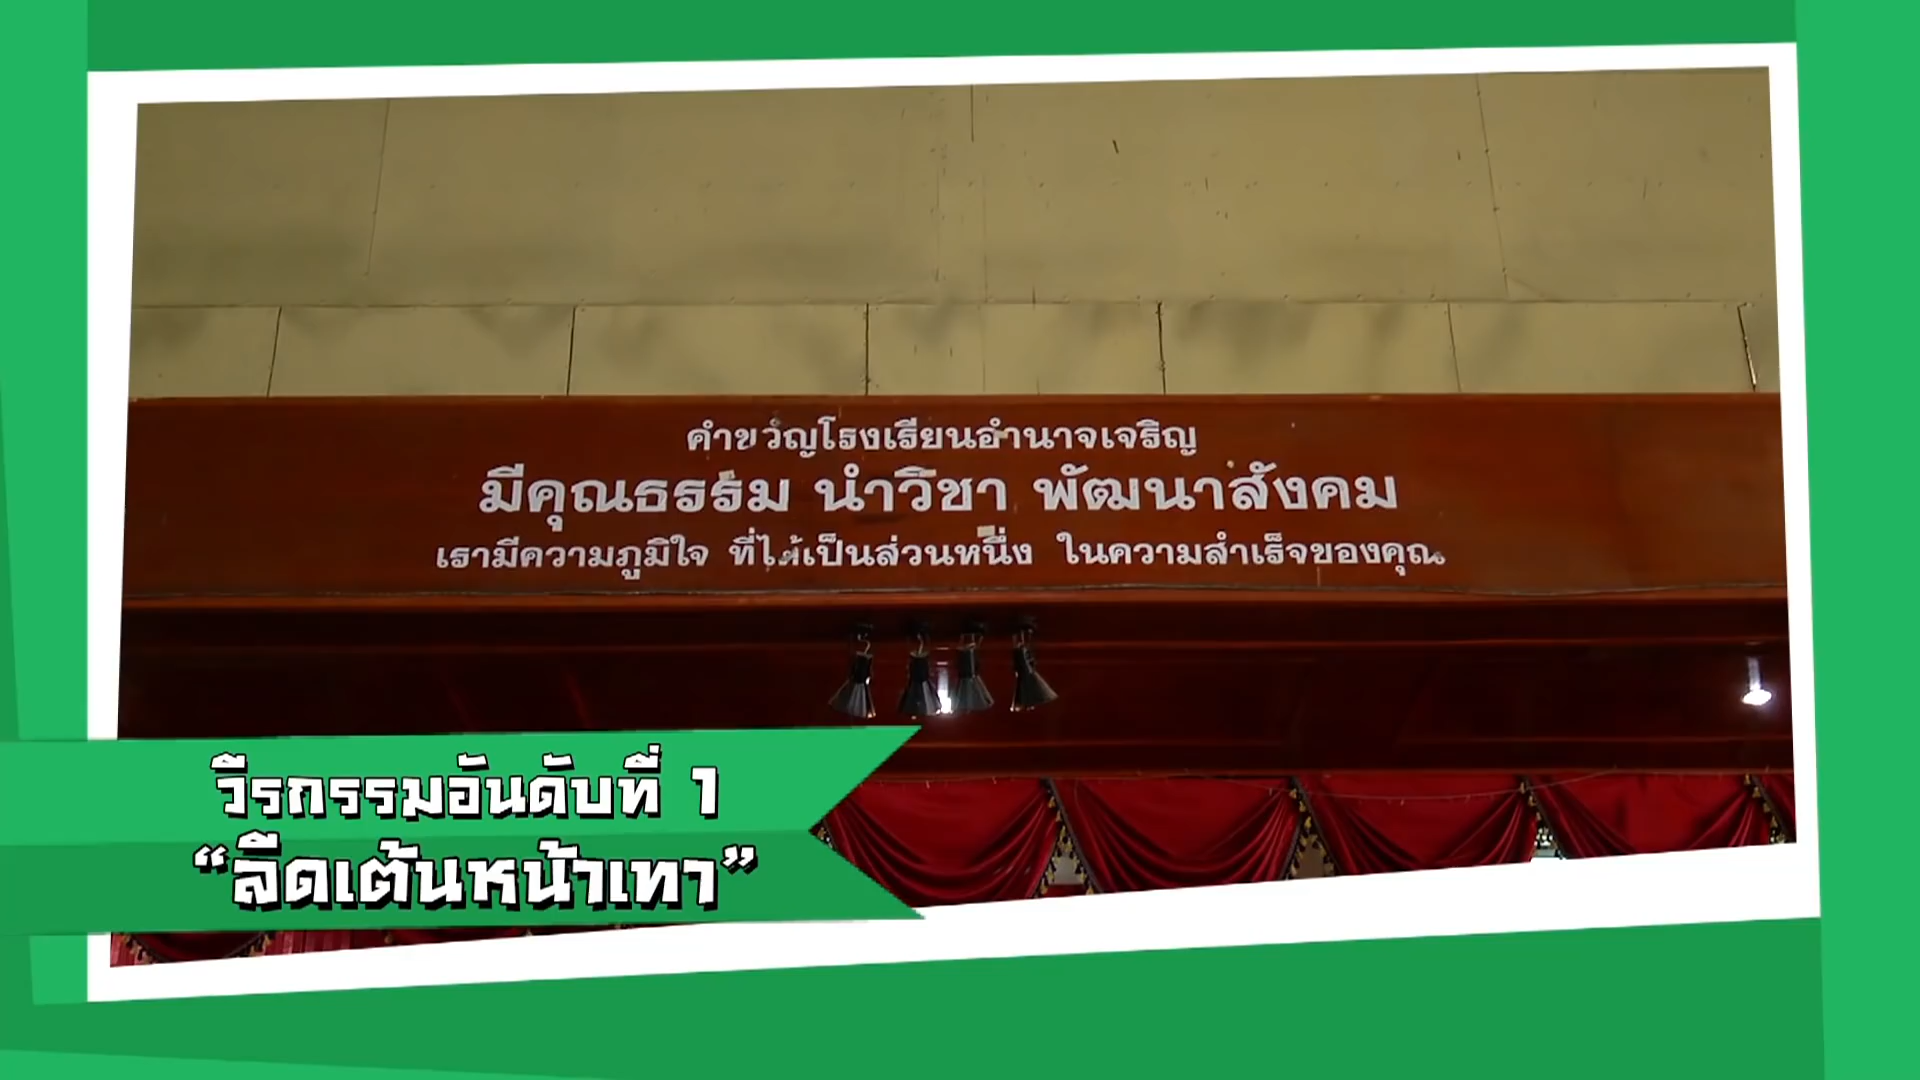 คำขวัญโรงเรียนอำนาจเจริญ
มีคุณธรรม นำวิชา พัฒนาสังคม
เรามีความภูมิใจ ที่ได้เป็นส่วนหนึ่ง ในความสำเร็จของคุณ
วีรกรรมอันดับที่ 1
“ลีดเต้นหน้าเทา”